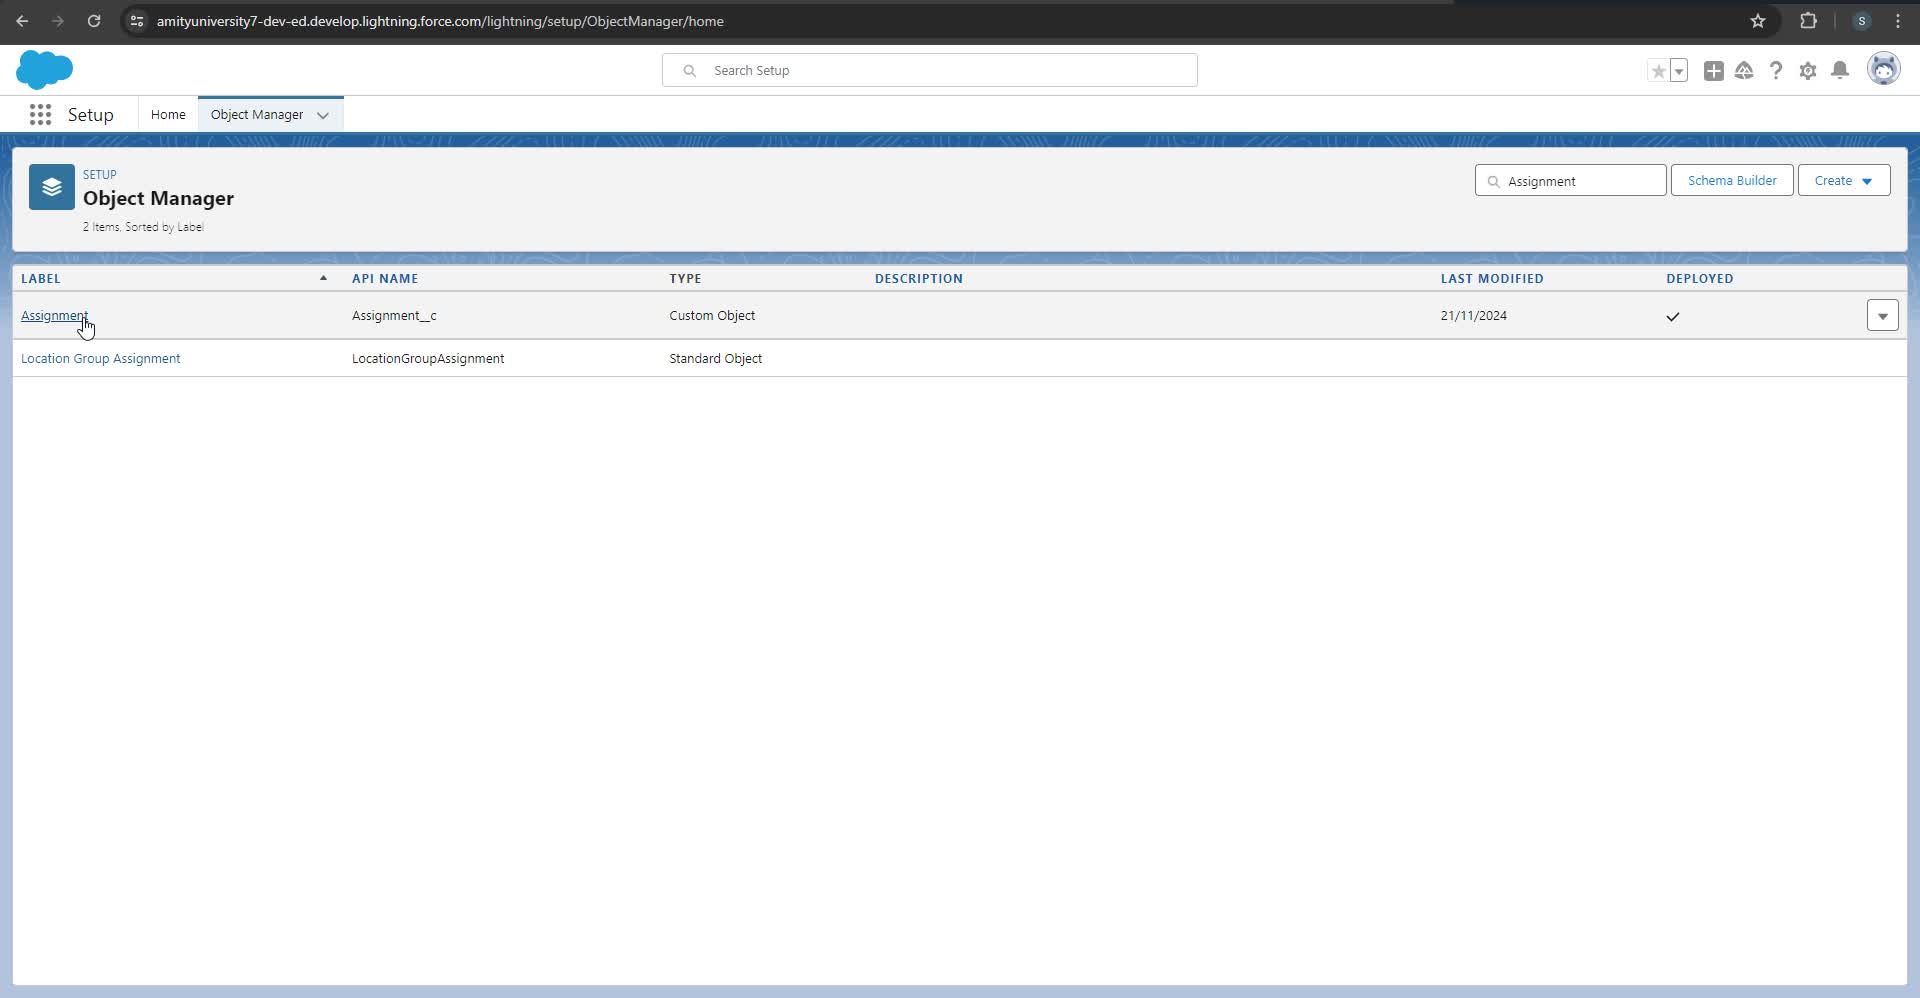 amityuniversity7-dev-ed.develop.lightning.force.com/lightning/setup/ObjectManager/home
S
Search Setup
Setup
Home
Object Manager
SETUP
Object Manager
2 Items, Sorted by Label
Assignment
Schema Builder
Create
LABEL API NAME TYPE DESCRIPTION LAST MODIFIED DEPLOYED
Assignment Assignment__c Custom Object 21/11/2024
Location Group Assignment LocationGroupAssignment Standard Object